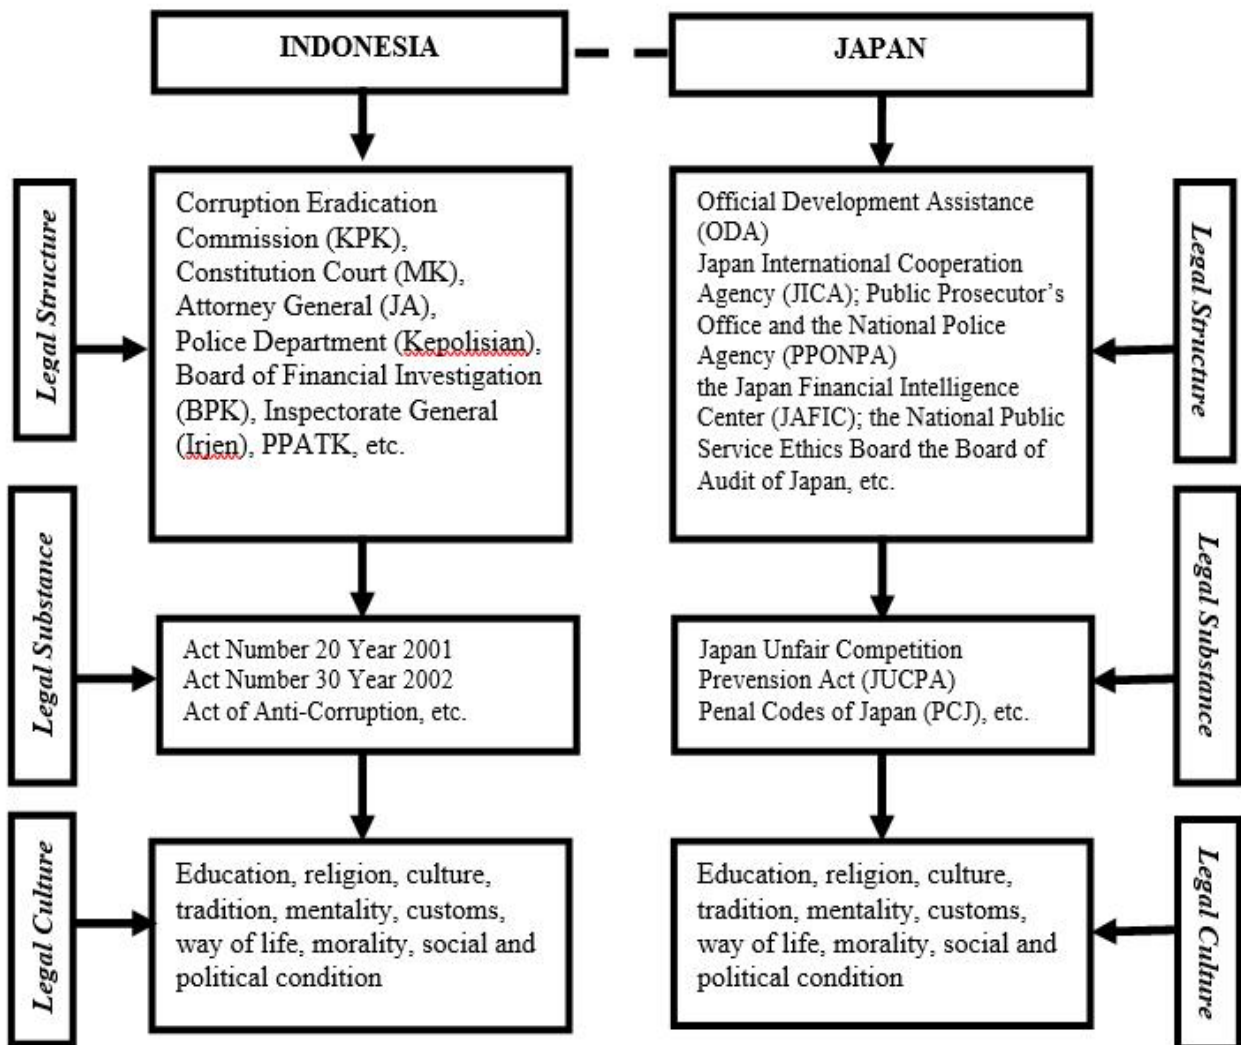 INDONESIA
JAPAN
Legal Structure
Corruption Eradication
Commission (KPK),
Constitution Court (MK),
Attorney General (JA),
Police Department (Kepolisian),
Board of Financial Investigation
(BPK), Inspectorate General
(Irjen), PPATK, etc.
Official Development Assistance
(ODA)
Japan International Cooperation
Agency (JICA); Public Prosecutor’s
Office and the National Police
Agency (PPONPA)
the Japan Financial Intelligence
Center (JAFIC); the National Public
Service Ethics Board the Board of
Audit of Japan, etc.
Legal Structure
Legal Substance
Act Number 20 Year 2001
Act Number 30 Year 2002
Act of Anti-Corruption, etc.
Japan Unfair Competition
Prevension Act (JUCPA)
Penal Codes of Japan (PCJ), etc.
Legal Substance
Legal Culture
Education, religion, culture,
tradition, mentality, customs,
way of life, morality, social and
political condition
Education, religion, culture,
tradition, mentality, customs,
way of life, morality, social and
political condition
Legal Culture